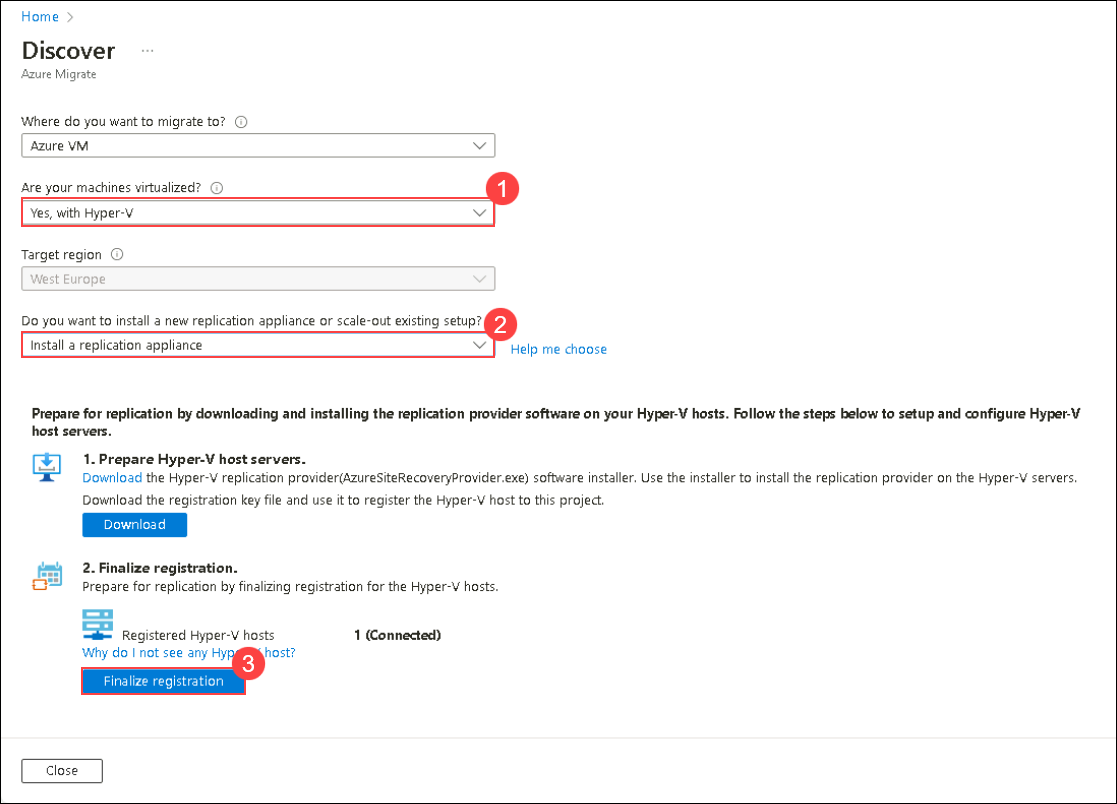 Home
Discover ...
Azure Migrate
Where do you want to migrate to?
Azure VM
Are your machines virtualized?
1
Yes, with Hyper-V
Target region
West Europe
Do you want to install a new replication appliance or scale-out existing setup?
2
Install a replication appliance
Help me choose
Prepare for replication by downloading and installing the replication provider software on your Hyper-V hosts. Follow the steps below to setup and configure Hyper-V
host servers.
1. Prepare Hyper-V host servers.
Download the Hyper-V replication provider(AzureSiteRecoveryProvider.exe) software installer. Use the installer to install the replication provider on the Hyper-V servers.
Download the registration key file and use it to register the Hyper-V host to this project.
Download
2. Finalize registration.
Prepare for replication by finalizing registration for the Hyper-V hosts.
Registered Hyper-V hosts 1 (Connected)
Why do I not see any Hyper-V host?
3
Finalize registration
Close